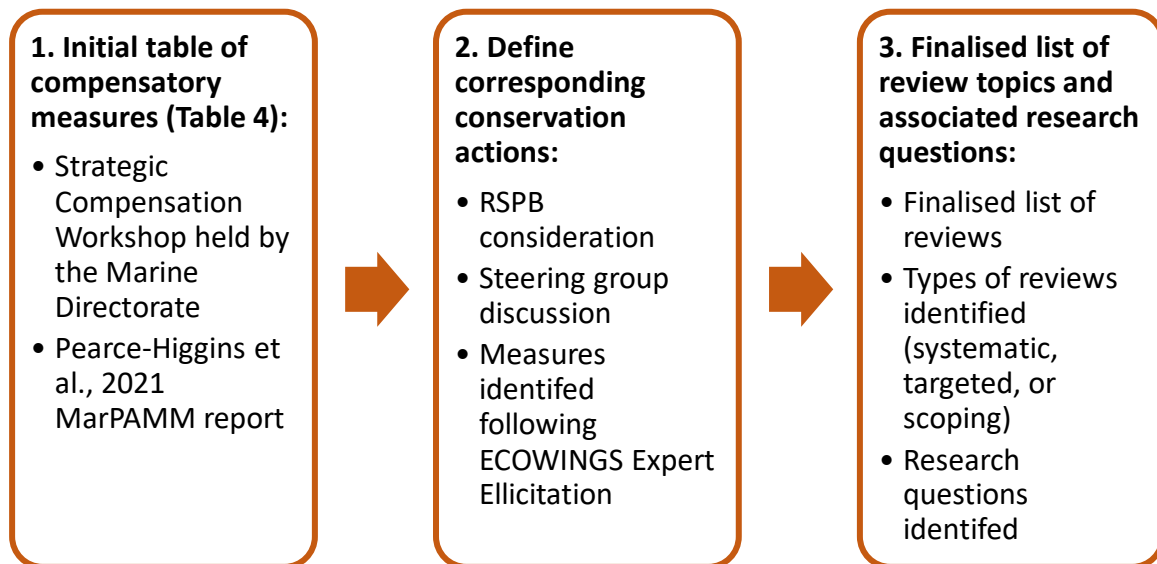 1. Initial table of
compensatory
measures (Table 4):
• Strategic
Compensation
Workshop held by
the Marine
Directorate
• Pearce-Higgins et
al., 2021
MarPAMM report
2. Define
corresponding
conservation
actions:
• RSPB
consideration
• Steering group
discussion
• Measures
identifed
following
ECOWINGS Expert
Ellicitation
3. Finalised list of
review topics and
associated research
questions:
• Finalised list of
reviews
• Types of reviews
identified
(systematic,
targeted, or
scoping)
• Research
questions
identifed